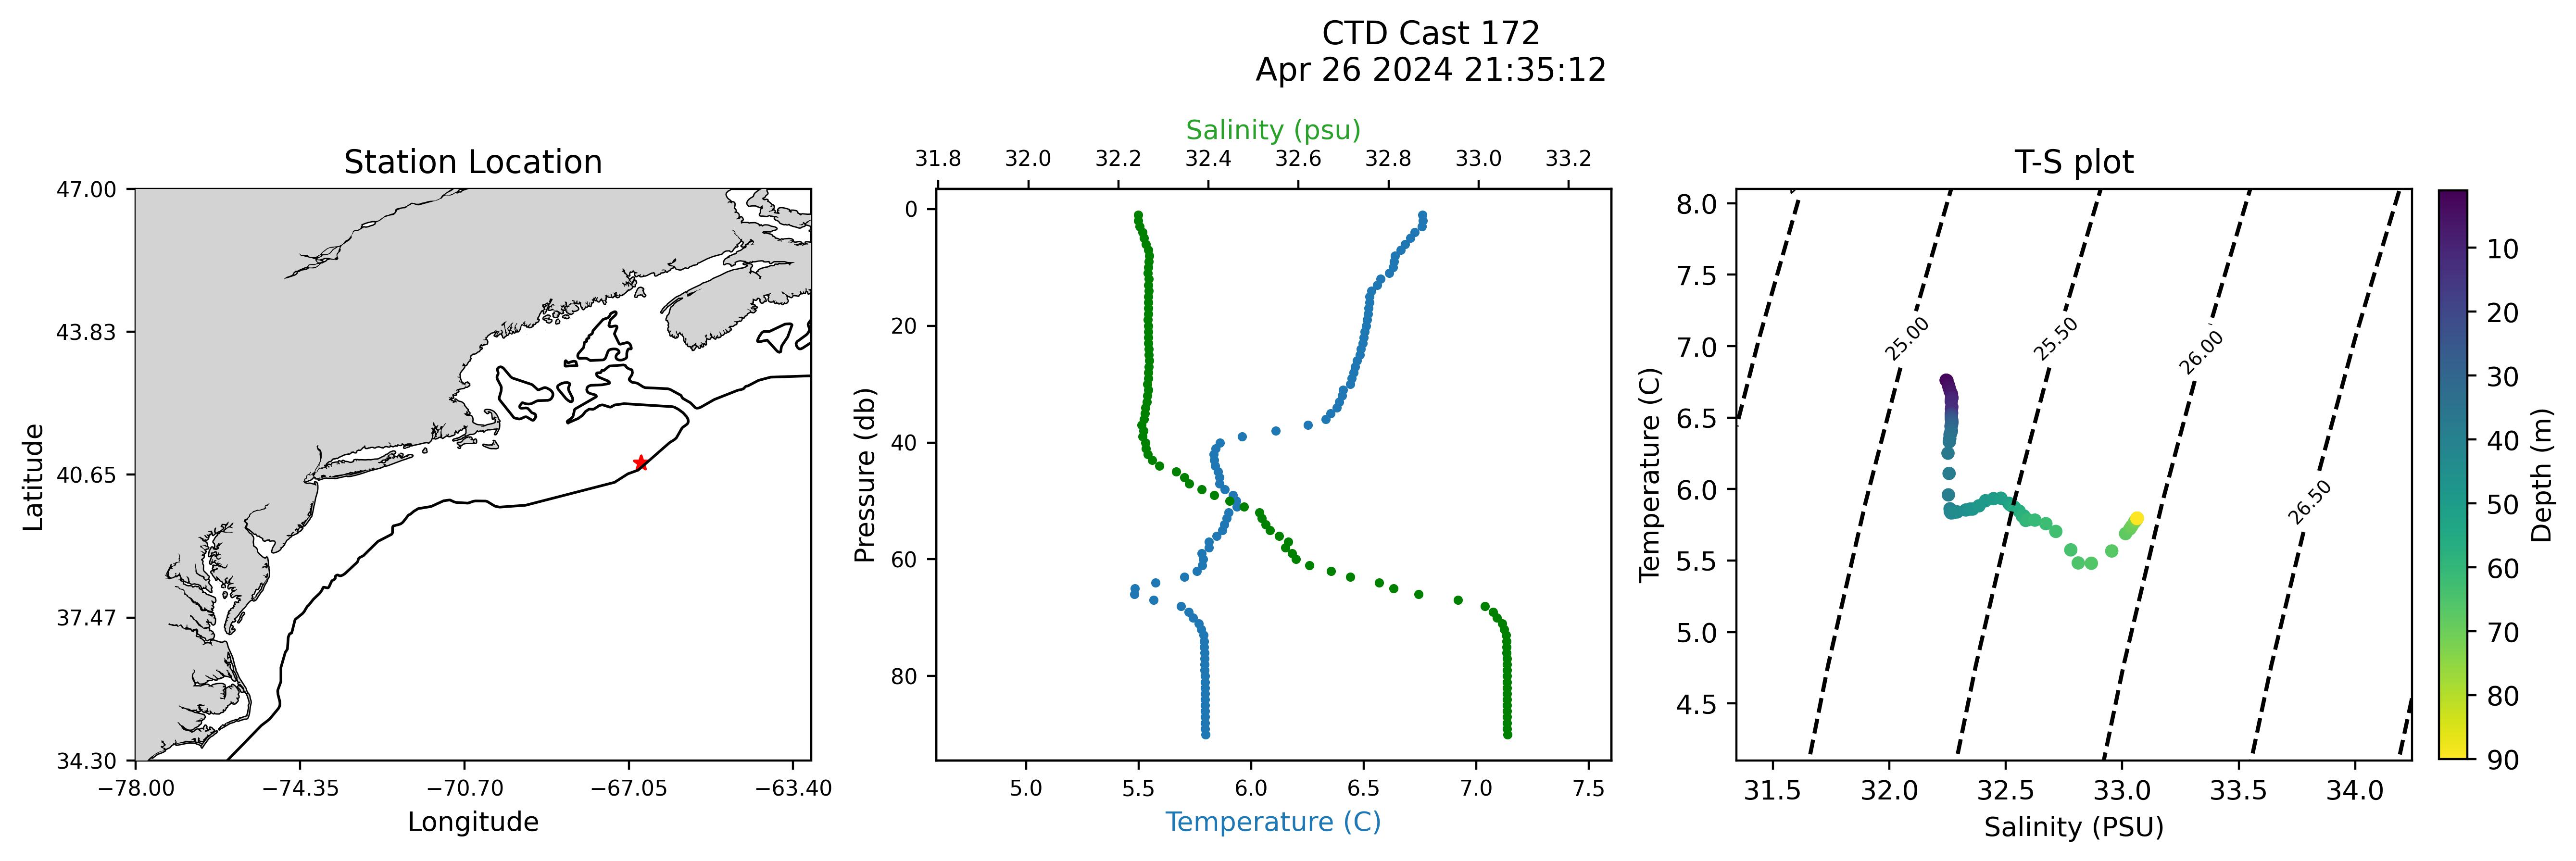 CTD Cast 172
Apr 26 2024 21:35:12
Station Location
47.00
43.83
40.65
37.47
34.30
Latitude
−78.00 −74.35 −70.70 −67.05 −63.40
Longitude
Salinity (psu)
31.8 32.0 32.2 32.4 32.6 32.8 33.0 33.2
0
20
40
60
80
Pressure (db)
5.0 5.5 6.0 6.5 7.0 7.5
Temperature (C)
T-S plot
8.0
7.5
7.0
6.5
6.0
5.5
5.0
4.5
Temperature (C)
25.00
25.50
26.00
26.50
31.5 32.0 32.5 33.0 33.5 34.0
Salinity (PSU)
10
20
30
40
50
60
70
80
90
Depth (m)